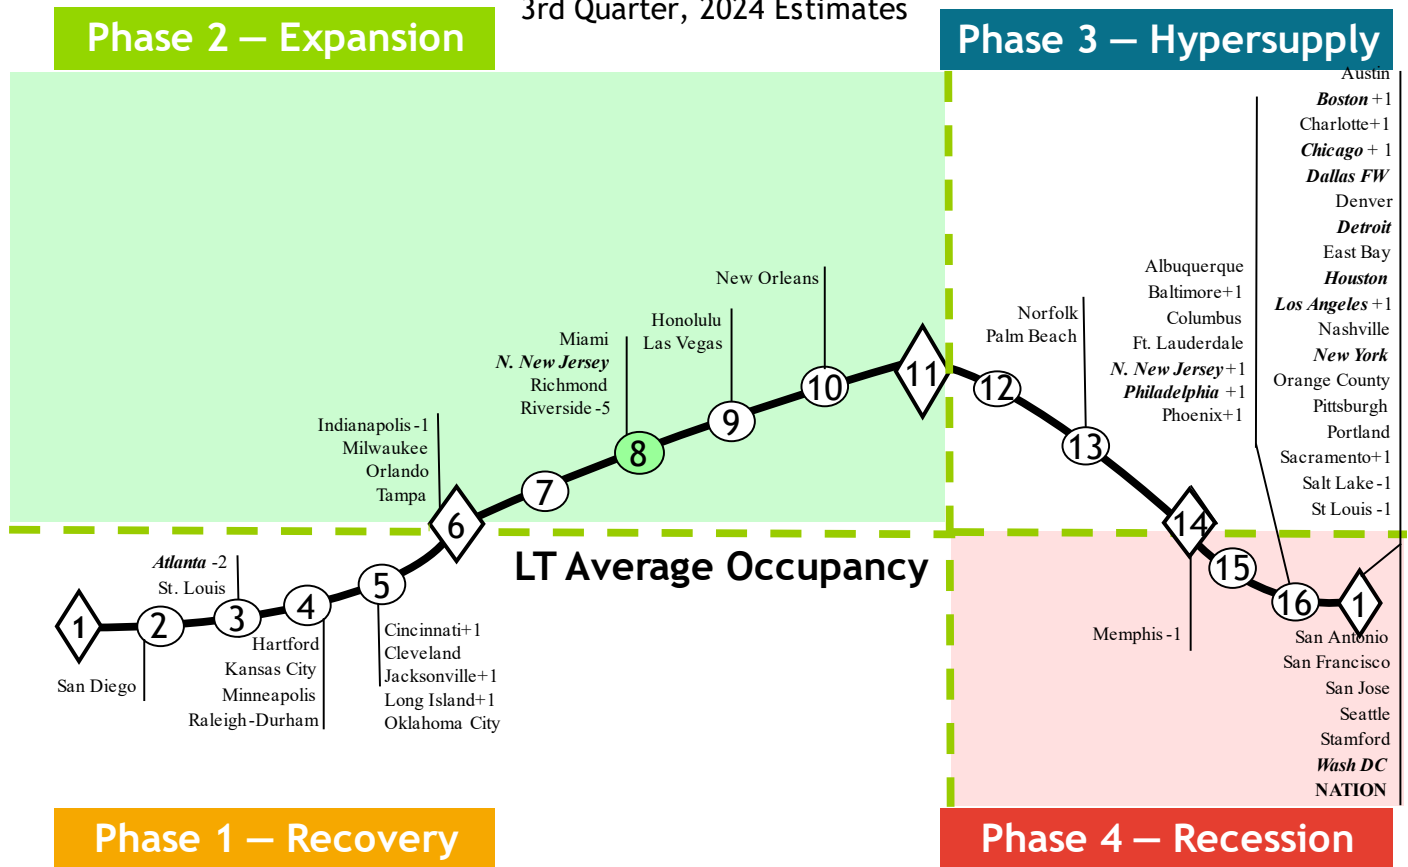 3rd Quarter, 2024 Estimates
Phase 2 — Expansion
Phase 3 — Hypersupply
Austin
Boston +1
Charlotte+1
Chicago + 1
Dallas FW
Denver
Detroit
East Bay
Houston
Los Angeles +1
Nashville
New York
Orange County
Pittsburgh
Portland
Sacramento+1
Salt Lake -1
St Louis -1
Albuquerque
Baltimore+1
Columbus
Ft. Lauderdale
N. New Jersey+1
Philadelphia +1
Phoenix+1
Norfolk
Palm Beach
New Orleans
Honolulu
Las Vegas
Miami
N. New Jersey
Richmond
Riverside -5
Indianapolis -1
Milwaukee
Orlando
Tampa
11
12
10
9
13
8
7
6
14
LT Average Occupancy
Atlanta -2
St. Louis
1
2
3
4
5
15
16
1
San Diego
Hartford
Kansas City
Minneapolis
Raleigh-Durham
Cincinnati+1
Cleveland
Jacksonville+1
Long Island+1
Oklahoma City
Memphis -1
San Antonio
San Francisco
San Jose
Seattle
Stamford
Wash DC
NATION
Phase 1 — Recovery
Phase 4 — Recession